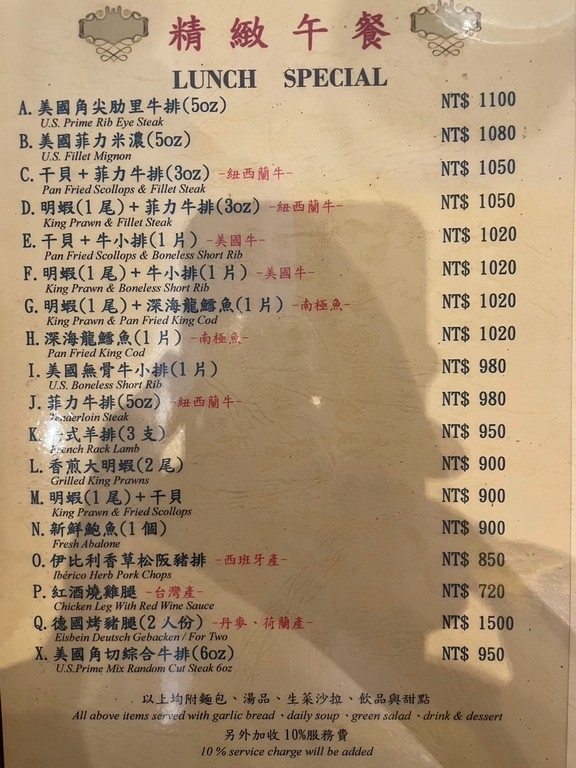 精緻午餐
LUNCH SPECIAL
A. 美國角尖肋里牛排(5oz) NT$ 1100
U.S. Prime Rib Eye Steak
B. 美國菲力米濃(5oz) NT$ 1080
U.S. Fillet Mignon
C. 干貝+菲力牛排(3oz) -紐西蘭牛- NT$ 1050
Pan Fried Scollops & Fillet Steak
D. 明蝦(1尾)+菲力牛排(3oz) -紐西蘭牛- NT$ 1050
King Prawn & Fillet Steak
E. 干貝+牛小排(1片) -美國牛- NT$ 1020
Pan Fried Scollops & Boneless Short Rib
F. 明蝦(1尾)+牛小排(1片) -美國牛- NT$ 1020
King Prawn & Boneless Short Rib
G. 明蝦(1尾)+深海龍鱈魚(1片) -南極魚- NT$ 1020
King Prawn & Pan Fried King Cod
H. 深海龍鱈魚(1片) -南極魚- NT$ 1020
Pan Fried King Cod
I. 美國無骨牛小排(1片) NT$ 980
U.S. Boneless Short Rib
J. 菲力牛排(5oz) -紐西蘭牛- NT$ 980
Tenderloin Steak
K. 式羊排(3支) NT$ 950
French Rack Lamb
L. 香煎大明蝦(2尾) NT$ 900
Grilled King Prawns
M. 明蝦(1尾)+干貝 NT$ 900
King Prawn & Fried Scollops
N. 新鮮鮑魚(1個) NT$ 900
Fresh Abalone
O. 伊比利香草松阪豬排 -西班牙產- NT$ 850
Ibérico Herb Pork Chops
P. 紅酒燒雞腿 -台灣產- NT$ 720
Chicken Leg With Red Wine Sauce
Q. 德國烤豬腿(2人份) -丹麥、荷蘭產- NT$ 1500
Eisbein Deutsch Gebacken / For Two
X. 美國角切綜合牛排(6oz) NT$ 950
U.S.Prime Mix Random Cut Steak 6oz
以上均附麵包、湯品、生菜沙拉、飲品與甜點
All above items served with garlic bread、daily soup、green salad、drink & dessert
另外加收10%服務費
10 % service charge will be added